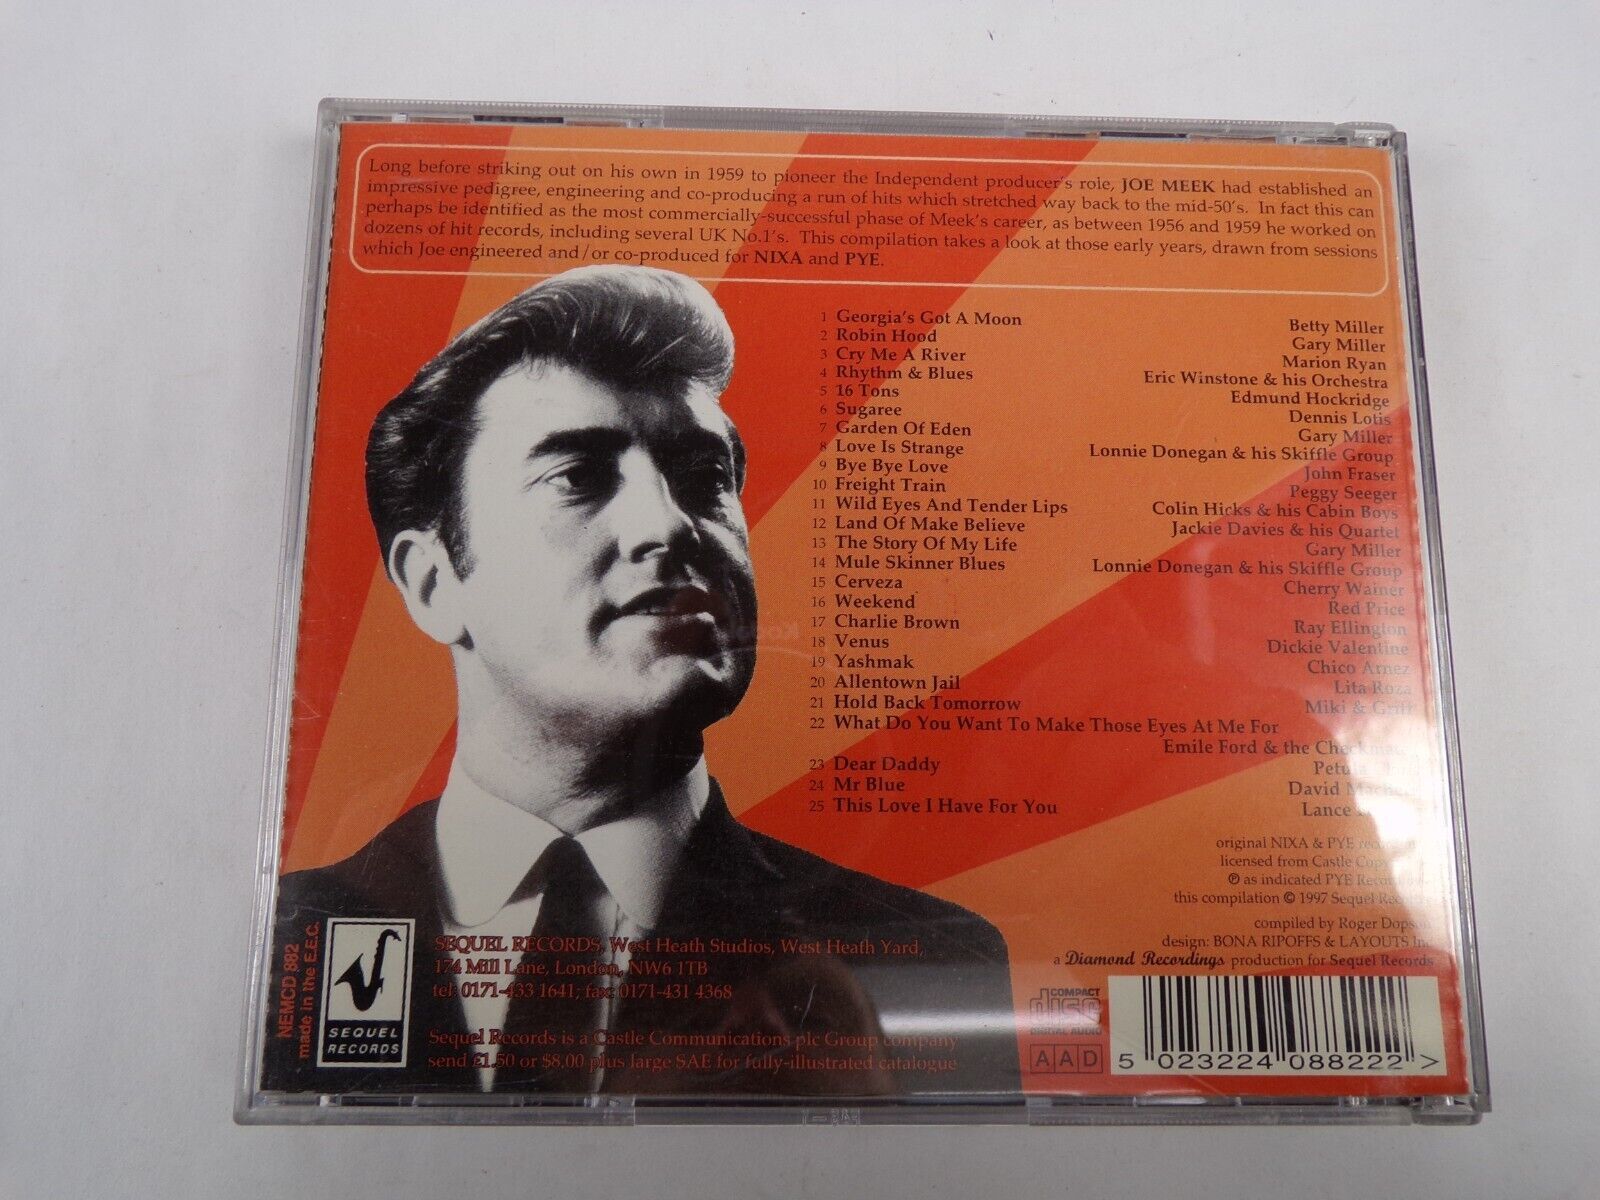 Long before striking out on his own in 1959 to pioneer the Independent producer's role, JOE MEEK had established an
impressive pedigree, engineering and co-producing a run of hits which stretched way back to the mid-50's. In fact this can
perhaps be identified as the most commercially-successful phase of Meek's career, as between 1956 and 1959 he worked on
dozens of hit records, including several UK No.1's. This compilation takes a look at those early years, drawn from sessions
which Joe engineered and/or co-produced for NIXA and PYE.
1 Georgia's Got A Moon Betty Miller
2 Robin Hood Gary Miller
3 Cry Me A River Marion Ryan
4 Rhythm & Blues Eric Winstone & his Orchestra
5 16 Tons Edmund Hockridge
6 Sugaree Dennis Lotis
7 Garden Of Eden Gary Miller
8 Love Is Strange Lonnie Donegan & his Skiffle Group
9 Bye Bye Love John Fraser
10 Freight Train Peggy Seeger
11 Wild Eyes And Tender Lips Colin Hicks & his Cabin Boys
12 Land Of Make Believe Jackie Davies & his Quartet
13 The Story Of My Life Gary Miller
14 Mule Skinner Blues Lonnie Donegan & his Skiffle Group
15 Cerveza Cherry Wainer
16 Weekend Red Price
17 Charlie Brown Ray Ellington
18 Venus Dickie Valentine
19 Yashmak Chico Arnez
20 Allentown Jail Lita Roza
21 Hold Back Tomorrow Miki & Griff
22 What Do You Want To Make Those Eyes At Me For
Emile Ford & the Checkmates
23 Dear Daddy Petula
24 Mr Blue David
25 This Love I Have For You Lance
original NIXA & PYE
licensed from Castle
℗ as indicated PYE
this compilation © 1997 Sequel Records
compiled by Roger Dopson
design: BONA RIPOFFS & LAYOUTS Inc
a Diamond Recordings production for Sequel Records
NEMCD 882
made in the E.E.C.
SEQUEL
RECORDS
SEQUEL RECORDS, West Heath Studios, West Heath Yard,
174 Mill Lane, London, NW6 1TB
tel: 0171-433 1641; fax: 0171-431 4368
Sequel Records is a Castle Communications plc Group company
send £1.50 or $8.00 plus large SAE for fully-illustrated catalogue
COMPACT
disc
DIGITAL AUDIO
AAD
5 023224 088222 >